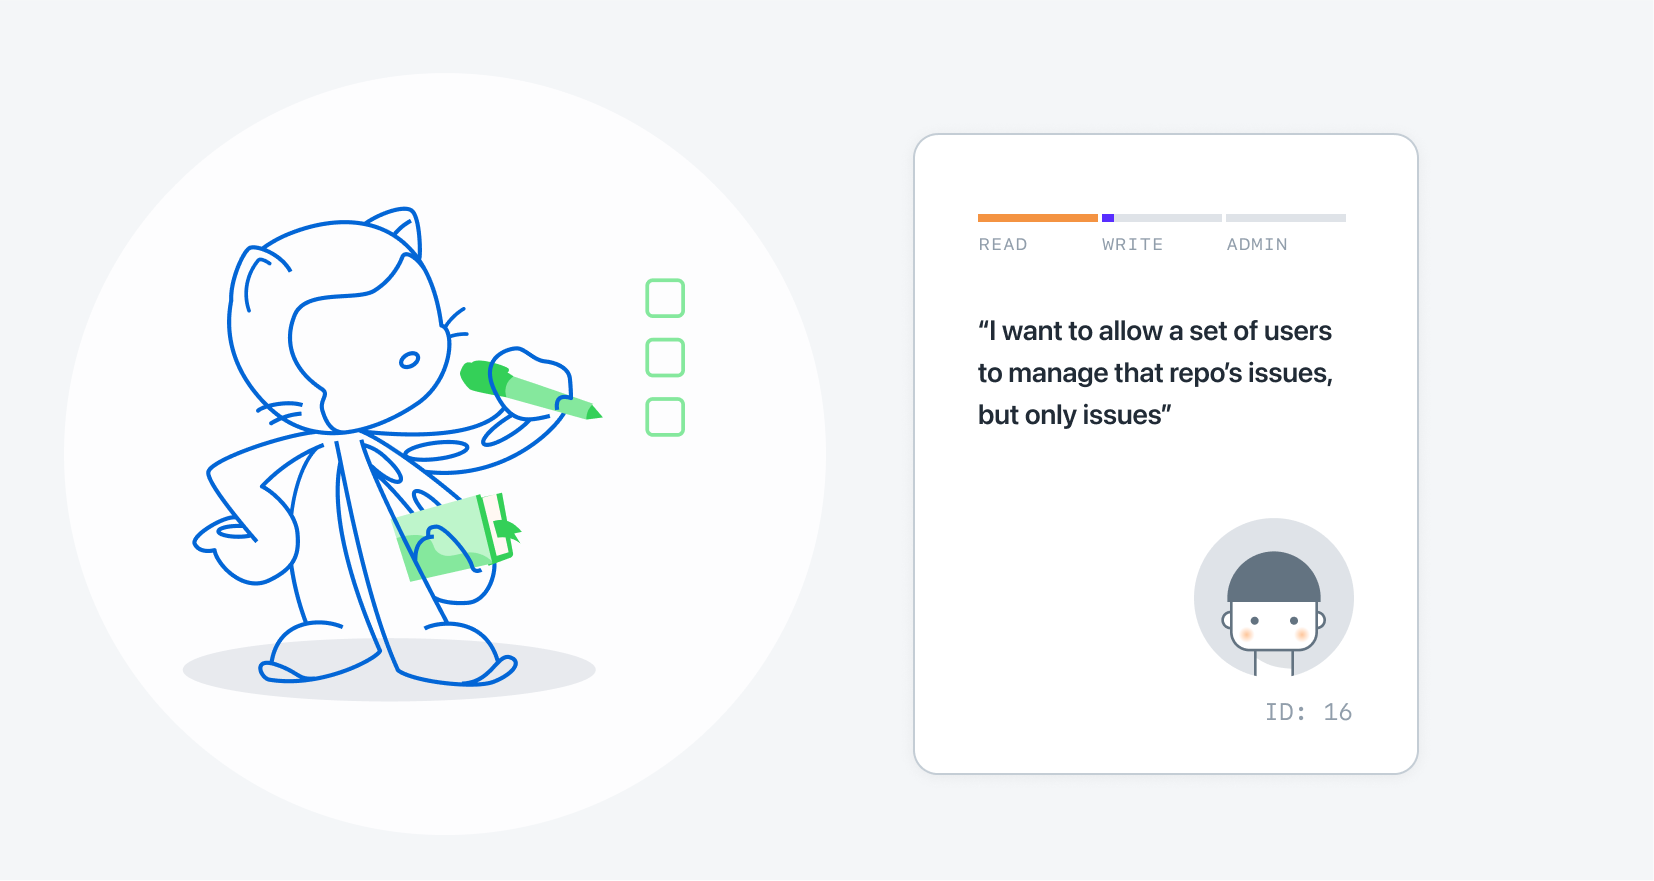 READ WRITE ADMIN
“I want to allow a set of users
to manage that repo’s issues,
but only issues”
ID: 16